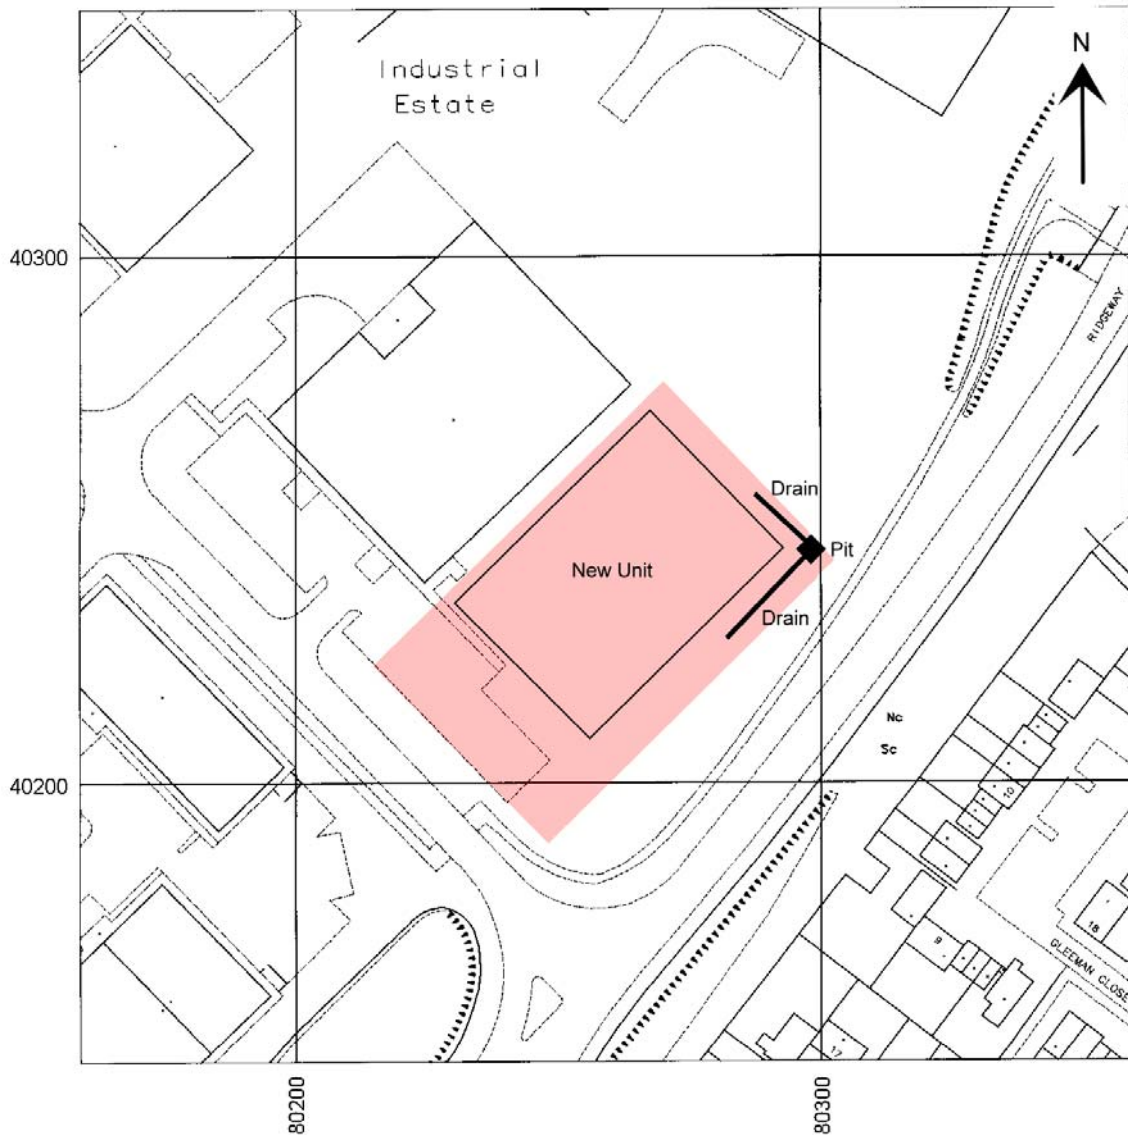 Industrial
Estate
N
40300
RIDGEWAY
Drain
Pit
New Unit
Drain
Nc
Sc
40200
10
18
9
GLEEMAN CLOSE
17
80200
80300